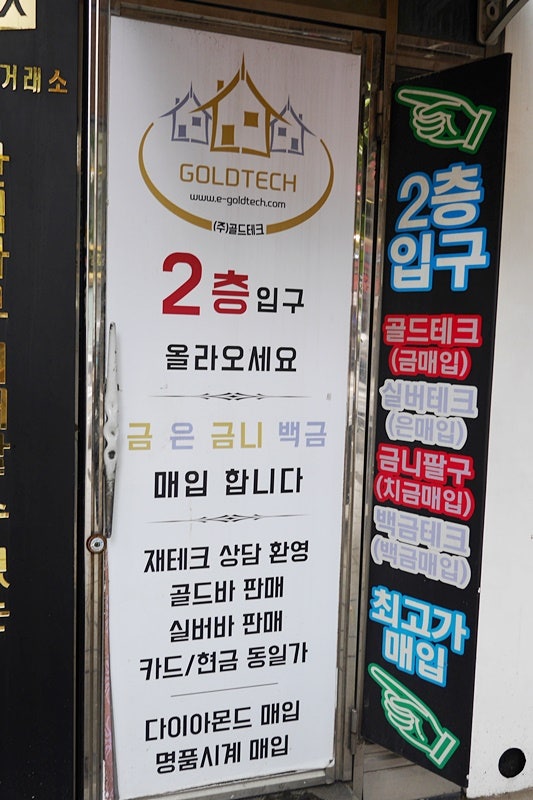 거래소
GOLDTECH
www.e-goldtech.com
(주)골드테크
2층 입구
올라오세요
금 은 금니 백금
매입 합니다
재테크 상담 환영
골드바 판매
실버바 판매
카드/현금 동일가
다이아몬드 매입
명품시계 매입
2층
입구
골드테크
(금매입)
실버테크
(은매입)
금니팔구
(치금매입)
백금테크
(백금매입)
최고가
매입